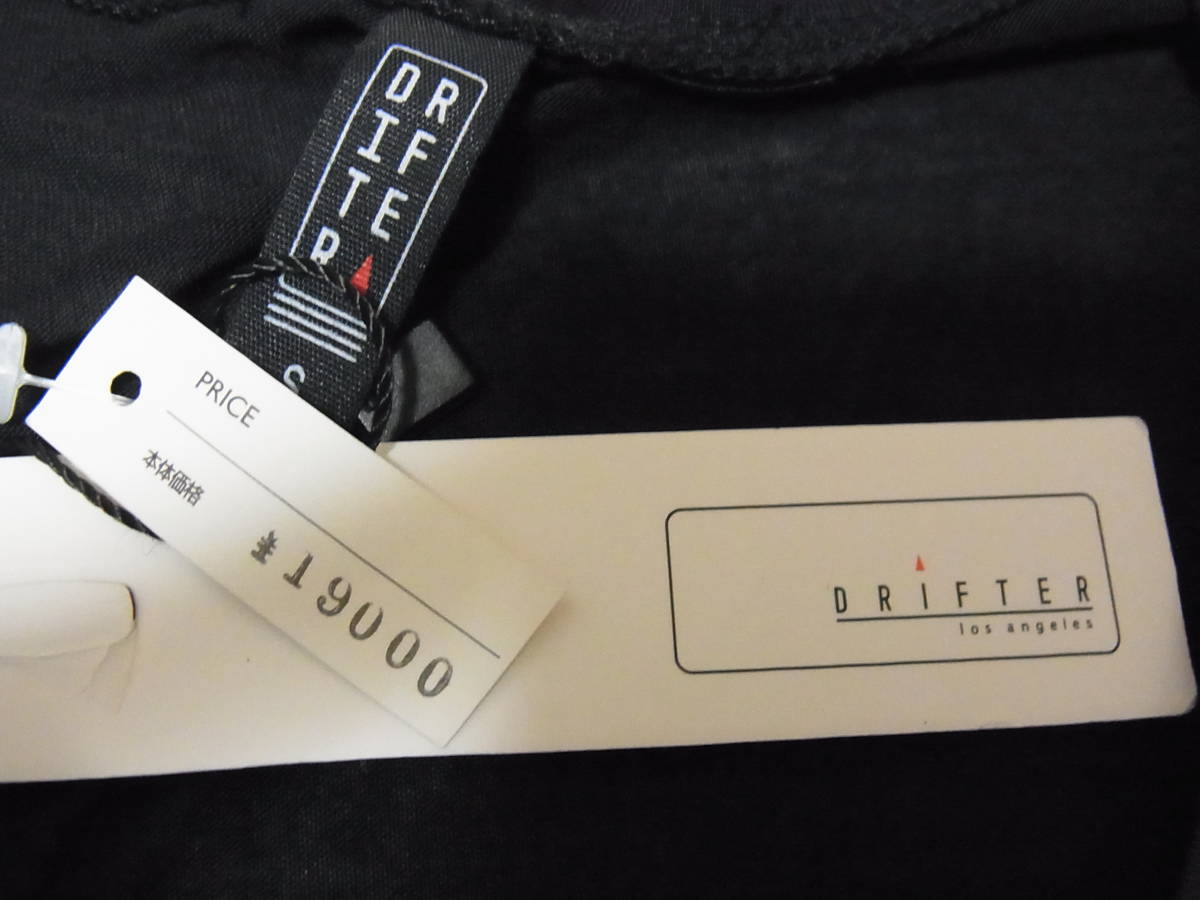 DR
IF
TE
R
S
PRICE
本体価格
¥19000
DRIFTER
los angeles